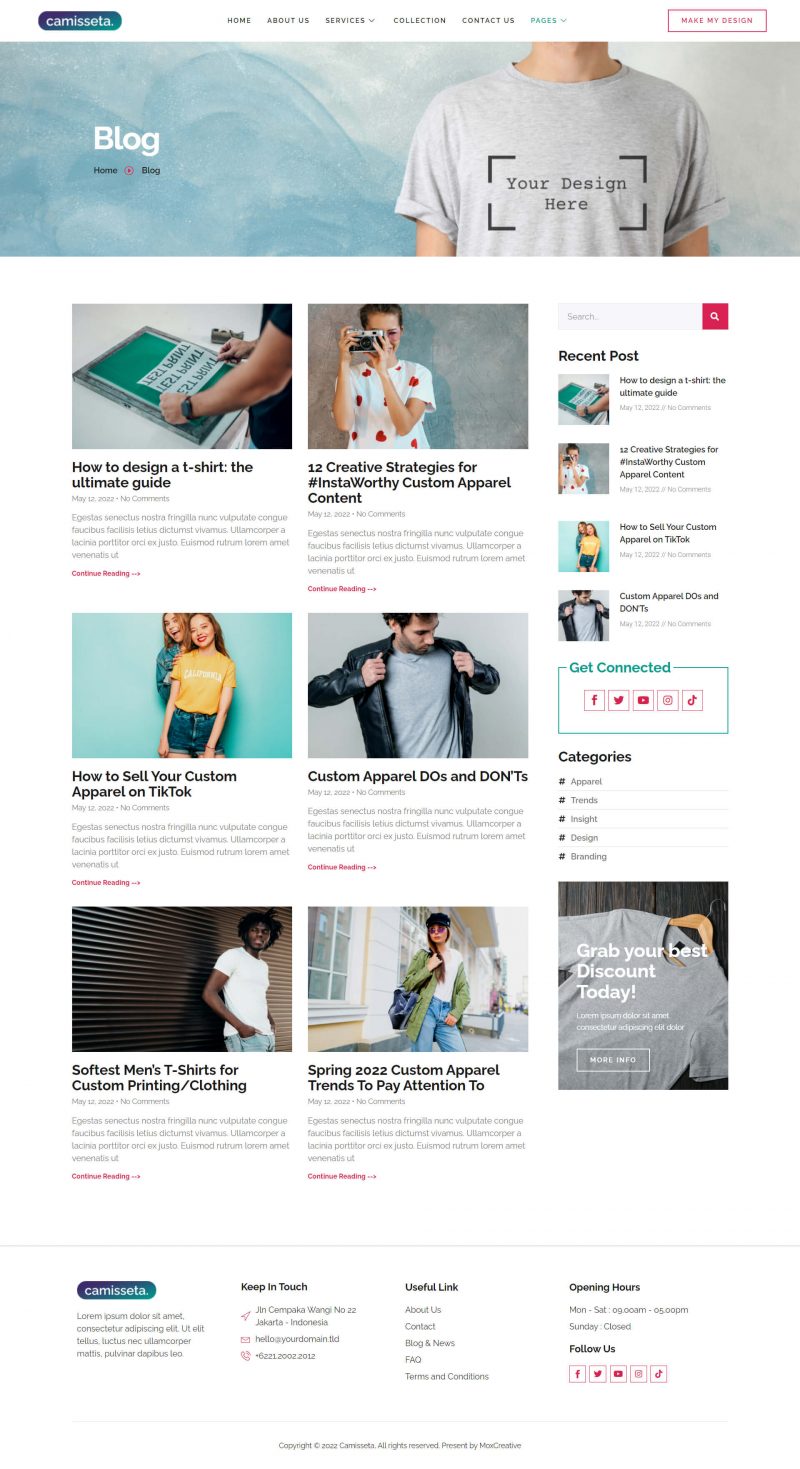 camisseta.
HOME ABOUT US SERVICES COLLECTION CONTACT US PAGES
MAKE MY DESIGN
Blog
Home Blog
Your Design
Here
TEST PRINT
TEST PRINT
TEST PRINT
How to design a t-shirt: the
ultimate guide
May 12, 2022 • No Comments
Egestas senectus nostra fringilla nunc vulputate congue
faucibus facilisis letius dictumst vivamus. Ullamcorper a
lacinia porttitor orci ex justo. Euismod rutrum lorem amet
venenatis ut
Continue Reading -->
12 Creative Strategies for
#InstaWorthy Custom Apparel
Content
May 12, 2022 • No Comments
Egestas senectus nostra fringilla nunc vulputate congue
faucibus facilisis letius dictumst vivamus. Ullamcorper a
lacinia porttitor orci ex justo. Euismod rutrum lorem amet
venenatis ut
Continue Reading -->
CALIFORNIA
How to Sell Your Custom
Apparel on TikTok
May 12, 2022 • No Comments
Egestas senectus nostra fringilla nunc vulputate congue
faucibus facilisis letius dictumst vivamus. Ullamcorper a
lacinia porttitor orci ex justo. Euismod rutrum lorem amet
venenatis ut
Continue Reading -->
Custom Apparel DOs and DON'Ts
May 12, 2022 • No Comments
Egestas senectus nostra fringilla nunc vulputate congue
faucibus facilisis letius dictumst vivamus. Ullamcorper a
lacinia porttitor orci ex justo. Euismod rutrum lorem amet
venenatis ut
Continue Reading -->
Softest Men's T-Shirts for
Custom Printing/Clothing
May 12, 2022 • No Comments
Egestas senectus nostra fringilla nunc vulputate congue
faucibus facilisis letius dictumst vivamus. Ullamcorper a
lacinia porttitor orci ex justo. Euismod rutrum lorem amet
venenatis ut
Continue Reading -->
Spring 2022 Custom Apparel
Trends To Pay Attention To
May 12, 2022 • No Comments
Egestas senectus nostra fringilla nunc vulputate congue
faucibus facilisis letius dictumst vivamus. Ullamcorper a
lacinia porttitor orci ex justo. Euismod rutrum lorem amet
venenatis ut
Continue Reading -->
Search...
Recent Post
How to design a t-shirt: the
ultimate guide
May 12, 2022 // No Comments
12 Creative Strategies for
#InstaWorthy Custom
Apparel Content
May 12, 2022 // No Comments
How to Sell Your Custom
Apparel on TikTok
May 12, 2022 // No Comments
Custom Apparel DOs and
DON'Ts
May 12, 2022 // No Comments
Get Connected
Categories
# Apparel
# Trends
# Insight
# Design
# Branding
Grab your best
Discount
Today!
Lorem ipsum dolor sit amet
consectetur adipiscing elit dolor
MORE INFO
camisseta.
Lorem ipsum dolor sit amet,
consectetur adipiscing elit. Ut elit
tellus, luctus nec ullamcorper
mattis, pulvinar dapibus leo.
Keep In Touch
Jln Cempaka Wangi No 22
Jakarta - Indonesia
hello@yourdomain.tld
+6221.2002.2012
Useful Link
About Us
Contact
Blog & News
FAQ
Terms and Conditions
Opening Hours
Mon - Sat : 09.00am - 05.00pm
Sunday : Closed
Follow Us
Copyright © 2022 Camisseta, All rights reserved. Present by MoxCreative